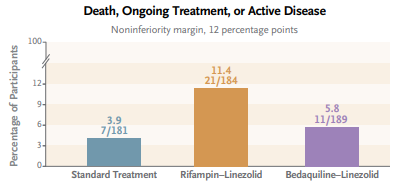 Death, Ongoing Treatment, or Active Disease
Noninferiority margin, 12 percentage points
Percentage of Participants
100
12
9
6
3
0
3.9
7/181
11.4
21/184
5.8
11/189
Standard Treatment
Rifampin–Linezolid
Bedaquiline–Linezolid